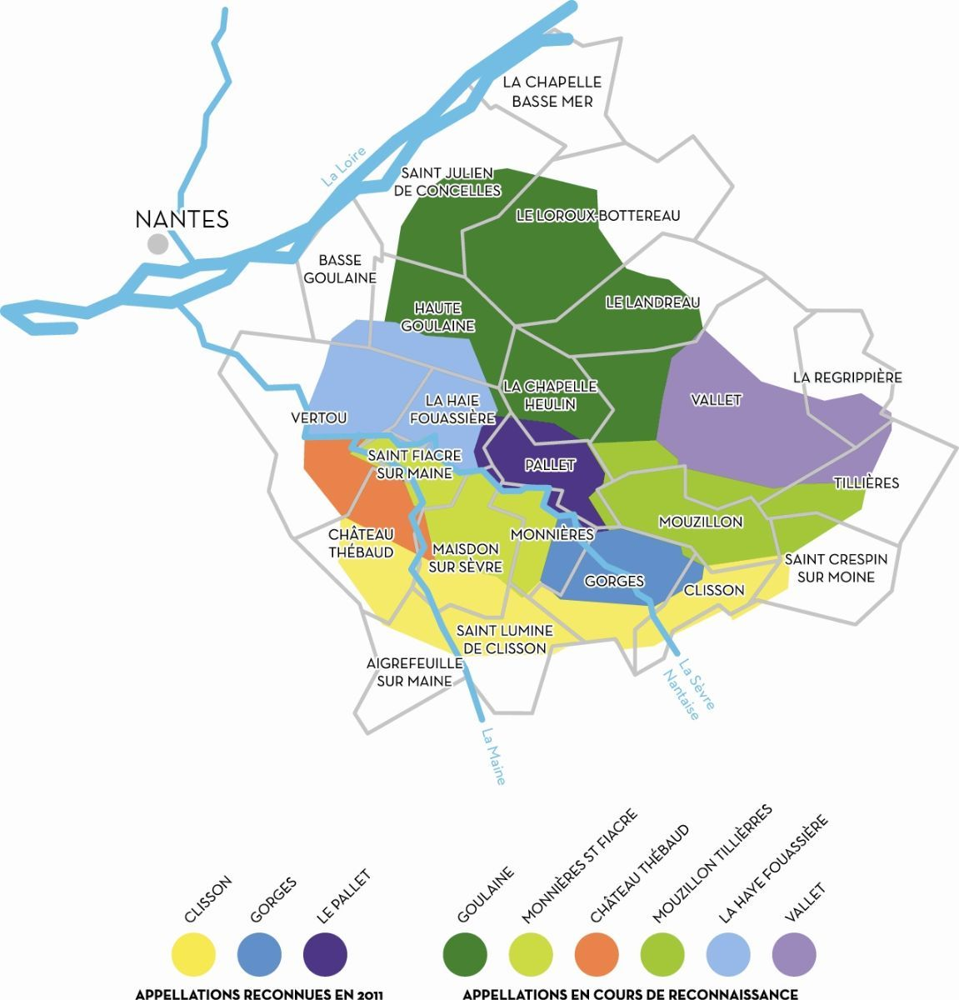 LA CHAPELLE
BASSE MER
La Loire
SAINT JULIEN
DE CONCELLES
LE LOROUX-BOTTEREAU
NANTES
BASSE
GOULAINE
LE LANDREAU
HAUTE
GOULAINE
LA REGRIPPIÈRE
LA CHAPELLE
HEULIN
VALLET
LA HAIE
FOUASSIÈRE
VERTOU
SAINT FIACRE
SUR MAINE
PALLET
TILLIÈRES
MOUZILLON
CHÂTEAU
THÉBAUD
MONNIÈRES
MAISDON
SUR SÈVRE
SAINT CRESPIN
SUR MOINE
GORGES
CLISSON
SAINT LUMINE
DE CLISSON
AIGREFEUILLE
SUR MAINE
La Sèvre
Nantaise
La Maine
CLISSON
GORGES
LE PALLET
GOULAINE
MONNIÈRES ST FIACRE
CHÂTEAU THÉBAUD
MOUZILLON TILLIÈRRES
LA HAYE FOUASSIÈRE
VALLET
APPELLATIONS RECONNUES EN 2011
APPELLATIONS EN COURS DE RECONNAISSANCE